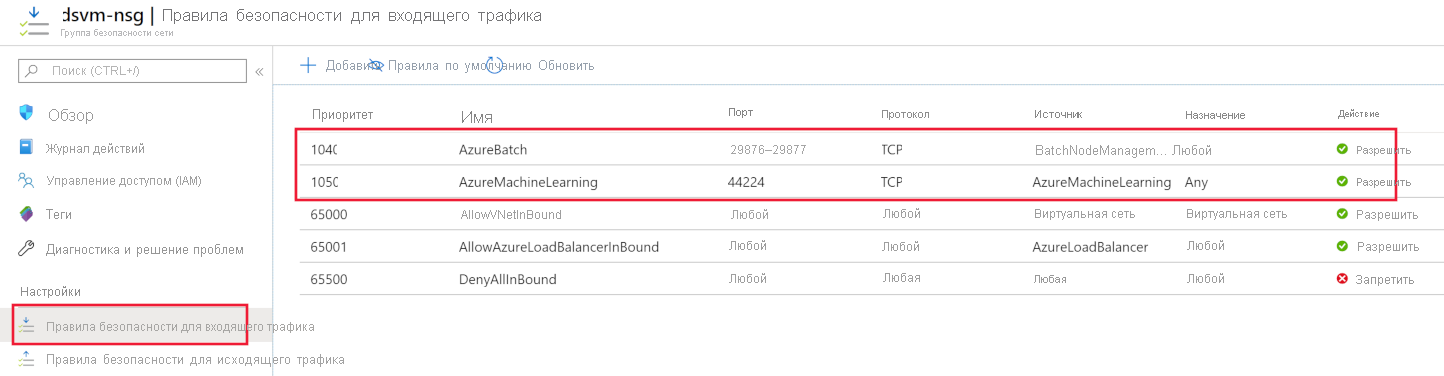 dsvm-nsg | Правила безопасности для входящего трафика
Группа безопасности сети
Поиск (CTRL+/) «
Добавить Правила по умолчанию Обновить
Обзор
Журнал действий
Управление доступом (IAM)
Теги
Диагностика и решение проблем
Настройки
Правила безопасности для входящего трафика
Правила безопасности для исходящего трафика
Приоритет Имя Порт Протокол Источник Назначение Действие
1040 AzureBatch 29876–29877 TCP BatchNodeManagem... Любой Разрешить
1050 AzureMachineLearning 44224 TCP AzureMachineLearning Any Разрешить
65000 AllowVNetInBound Любой Любой Виртуальная сеть Виртуальная сеть Разрешить
65001 AllowAzureLoadBalancerInBound Любой Любой AzureLoadBalancer Любой Разрешить
65500 DenyAllInBound Любой Любая Любая Любой Запретить